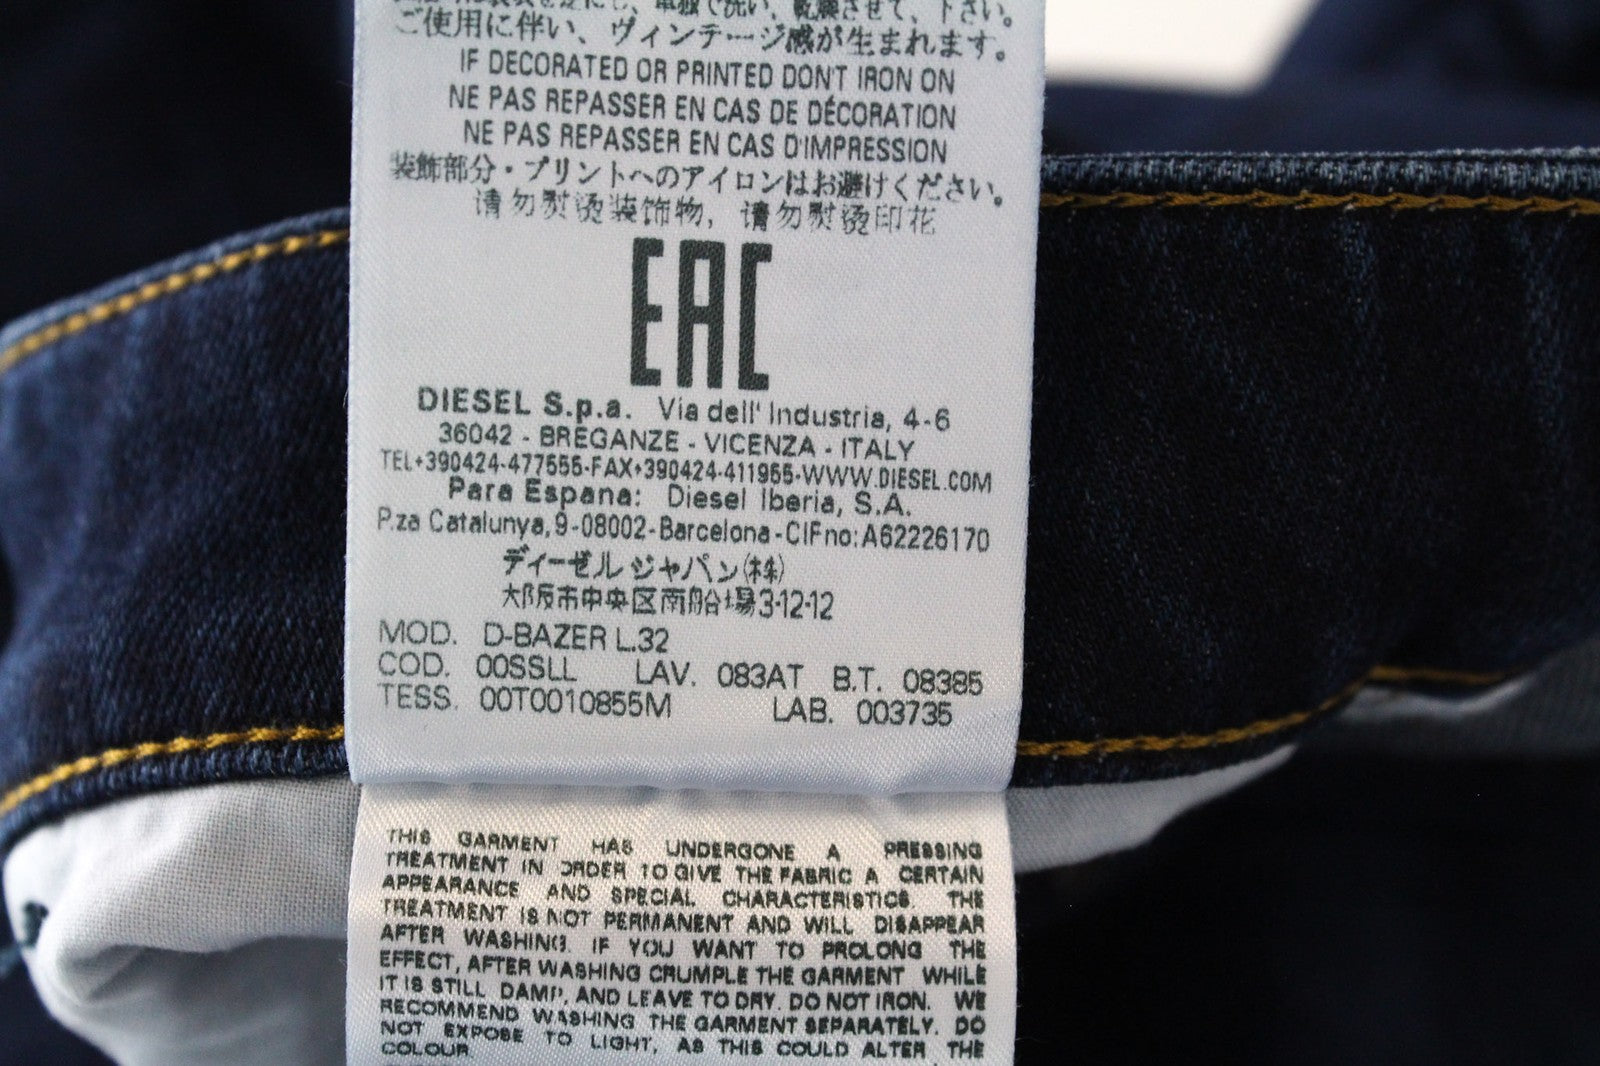 ご使用に伴い、ヴィンテージ感が生まれます。
IF DECORATED OR PRINTED DON'T IRON ON
NE PAS REPASSER EN CAS DE DÉCORATION
NE PAS REPASSER EN CAS D'IMPRESSION
装飾部分・プリントへのアイロンはお避けください。
请勿熨烫装饰物, 请勿熨烫印花
EAC
DIESEL S.p.a. Via dell' Industria, 4-6
36042 - BREGANZE - VICENZA - ITALY
TEL+390424-477555-FAX+390424-411955-WWW.DIESEL.COM
Para Espana: Diesel Iberia, S.A.
P.za Catalunya, 9-08002-Barcelona-CIFno: A62226170
ディーゼル ジャパン(株)
大阪市中央区南船場3-12-12
MOD. D-BAZER L.32
COD. 00SSLL LAV. 083AT B.T. 08385
TESS. 00T0010855M LAB. 003735
THIS GARMENT HAS UNDERGONE A PRESSING
TREATMENT IN ORDER TO GIVE THE FABRIC A CERTAIN
APPEARANCE AND SPECIAL CHARACTERISTICS. THE
TREATMENT IS NOT PERMANENT AND WILL DISAPPEAR
AFTER WASHING. IF YOU WANT TO PROLONG THE
EFFECT, AFTER WASHING CRUMPLE THE GARMENT WHILE
IT IS STILL DAMP, AND LEAVE TO DRY. DO NOT IRON. WE
RECOMMEND WASHING THE GARMENT SEPARATELY. DO
NOT EXPOSE TO LIGHT, AS THIS COULD ALTER THE
COLOUR